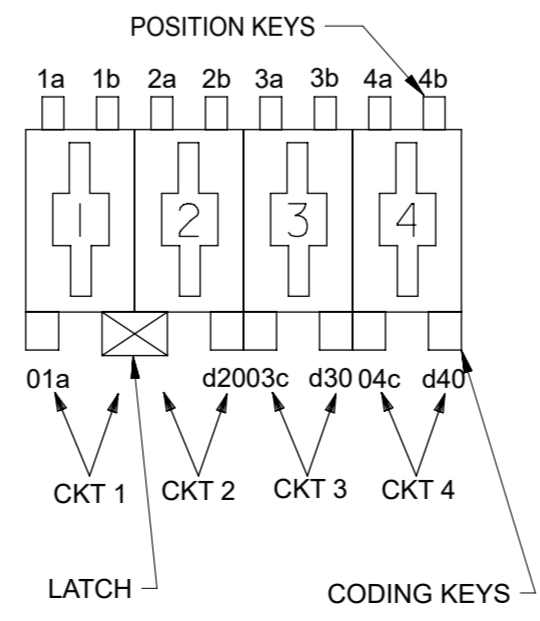 POSITION KEYS
1a 1b 2a 2b 3a 3b 4a 4b
1 2 3 4
01a d2003c d30 04c d40
CKT 1 CKT 2 CKT 3 CKT 4
LATCH
CODING KEYS